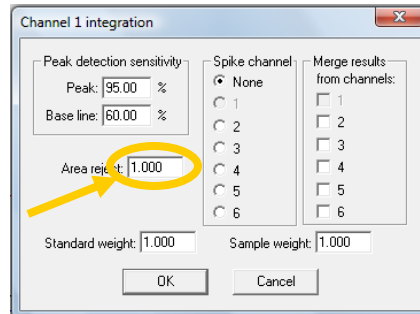 Channel 1 integration
Peak detection sensitivity
Peak: 95.00 %
Base line: 60.00 %
Area reject: 1.000
Spike channel
None
1
2
3
4
5
6
Merge results
from channels:
1
2
3
4
5
6
Standard weight: 1.000
Sample weight: 1.000
OK
Cancel